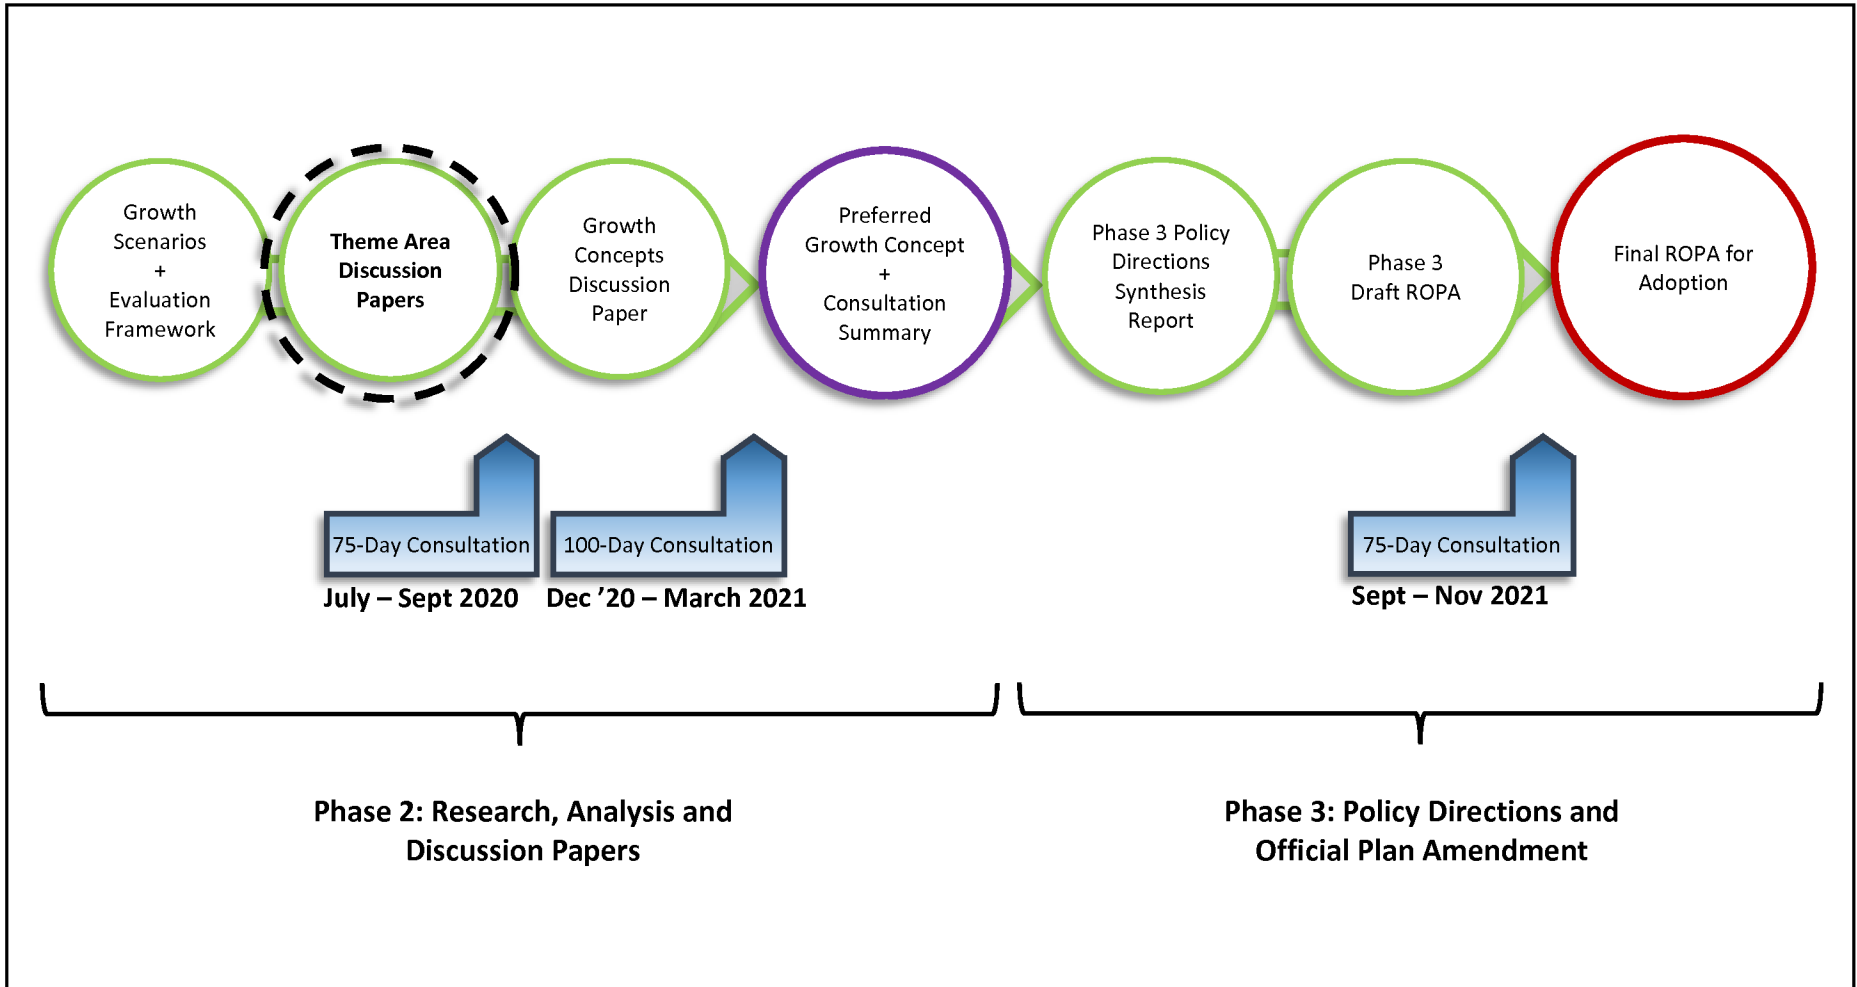 Growth
Scenarios
+
Evaluation
Framework
Theme Area
Discussion
Papers
Growth
Concepts
Discussion
Paper
Preferred
Growth Concept
+
Consultation
Summary
Phase 3 Policy
Directions
Synthesis
Report
Phase 3
Draft ROPA
Final ROPA for
Adoption
75-Day Consultation
July – Sept 2020
100-Day Consultation
Dec ’20 – March 2021
75-Day Consultation
Sept – Nov 2021
Phase 2: Research, Analysis and
Discussion Papers
Phase 3: Policy Directions and
Official Plan Amendment